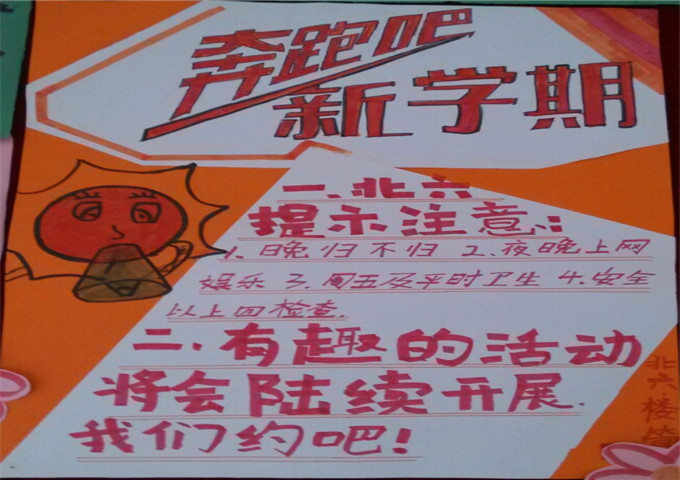 奔跑吧
新学期
一、北六
提示注意：
1、晚归不归 2、夜晚上网
娱乐 3、周五及平时卫生 4、安全
以上四检查.
二、有趣的活动
将会陆续开展.
我们约吧！
北六楼